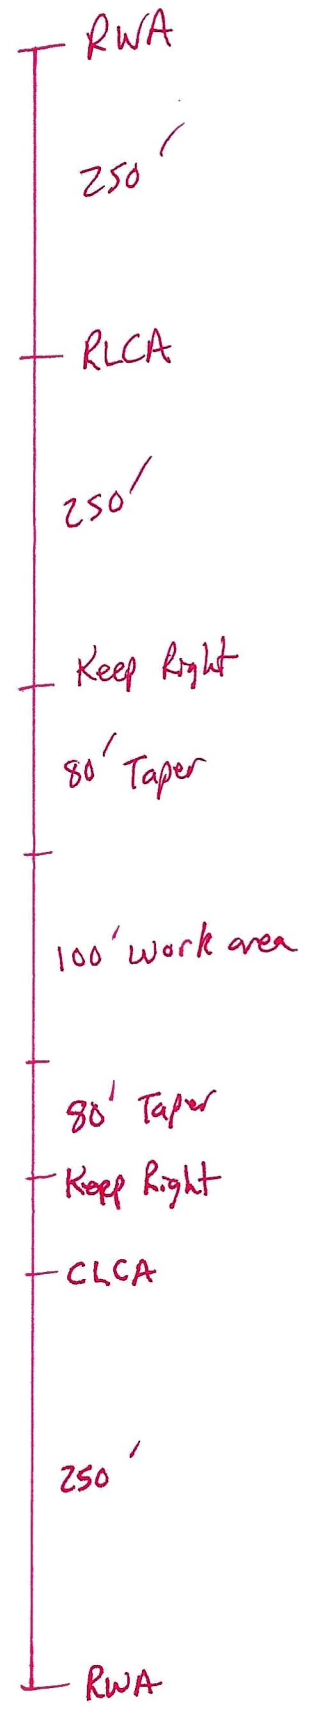 RWA
250'
RLCA
250'
Keep Right
80' Taper
100' work area
80' Taper
Keep Right
CLCA
250'
RWA